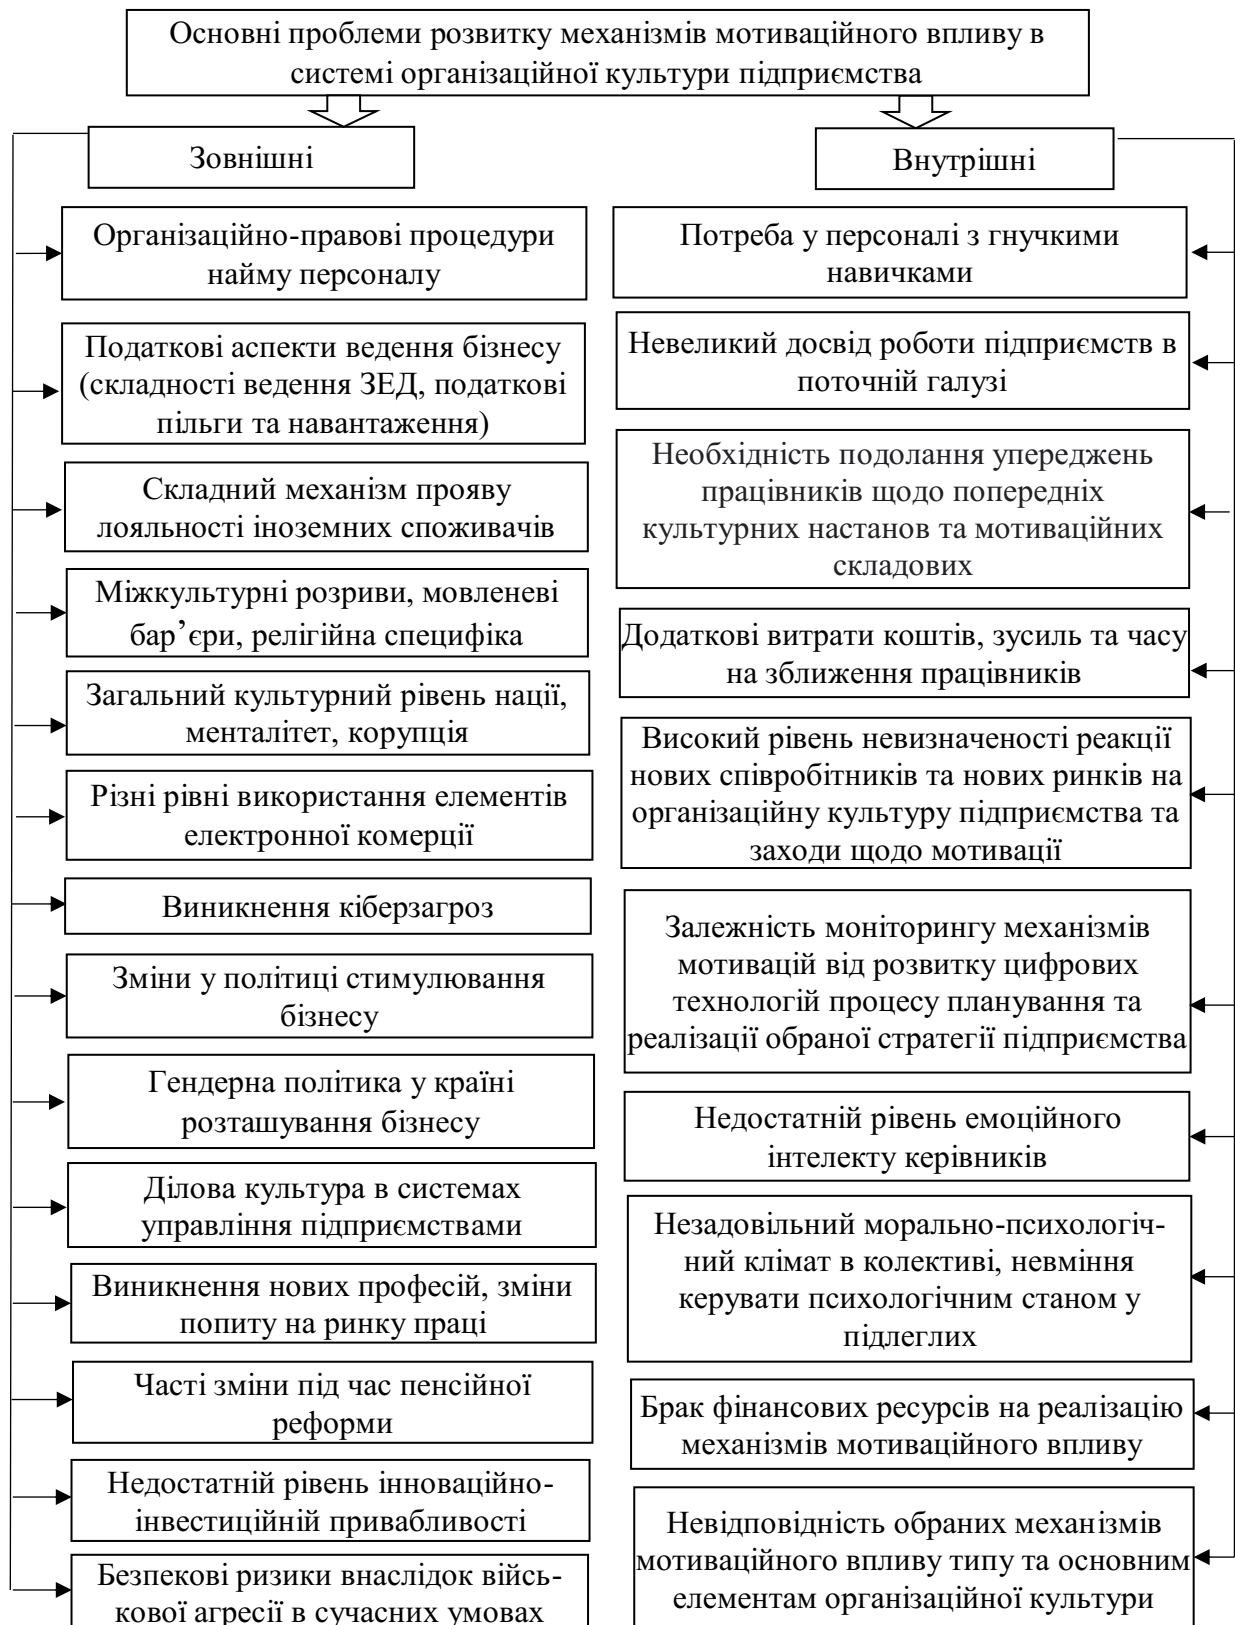 Основні проблеми розвитку механізмів мотиваційного впливу в
системі організаційної культури підприємства
Зовнішні
Організаційно-правові процедури
найму персоналу
Податкові аспекти ведення бізнесу
(складності ведення ЗЕД, податкові
пільги та навантаження)
Складний механізм прояву
лояльності іноземних споживачів
Міжкультурні розриви, мовленеві
бар’єри, релігійна специфіка
Загальний культурний рівень нації,
менталітет, корупція
Різні рівні використання елементів
електронної комерції
Виникнення кіберзагроз
Зміни у політиці стимулювання
бізнесу
Гендерна політика у країні
розташування бізнесу
Ділова культура в системах
управління підприємствами
Виникнення нових професій, зміни
попиту на ринку праці
Часті зміни під час пенсійної
реформи
Недостатній рівень інноваційно-
інвестиційній привабливості
Безпекові ризики внаслідок війсь-
кової агресії в сучасних умовах
Внутрішні
Потреба у персоналі з гнучкими
навичками
Невеликий досвід роботи підприємств в
поточній галузі
Необхідність подолання упереджень
працівників щодо попередніх
культурних настанов та мотиваційних
складових
Додаткові витрати коштів, зусиль та часу
на зближення працівників
Високий рівень невизначеності реакції
нових співробітників та нових ринків на
організаційну культуру підприємства та
заходи щодо мотивації
Залежність моніторингу механізмів
мотивацій від розвитку цифрових
технологій процесу планування та
реалізації обраної стратегії підприємства
Недостатній рівень емоційного
інтелекту керівників
Незадовільний морально-психологіч-
ний клімат в колективі, невміння
керувати психологічним станом у
підлеглих
Брак фінансових ресурсів на реалізацію
механізмів мотиваційного впливу
Невідповідність обраних механізмів
мотиваційного впливу типу та основним
елементам організаційної культури